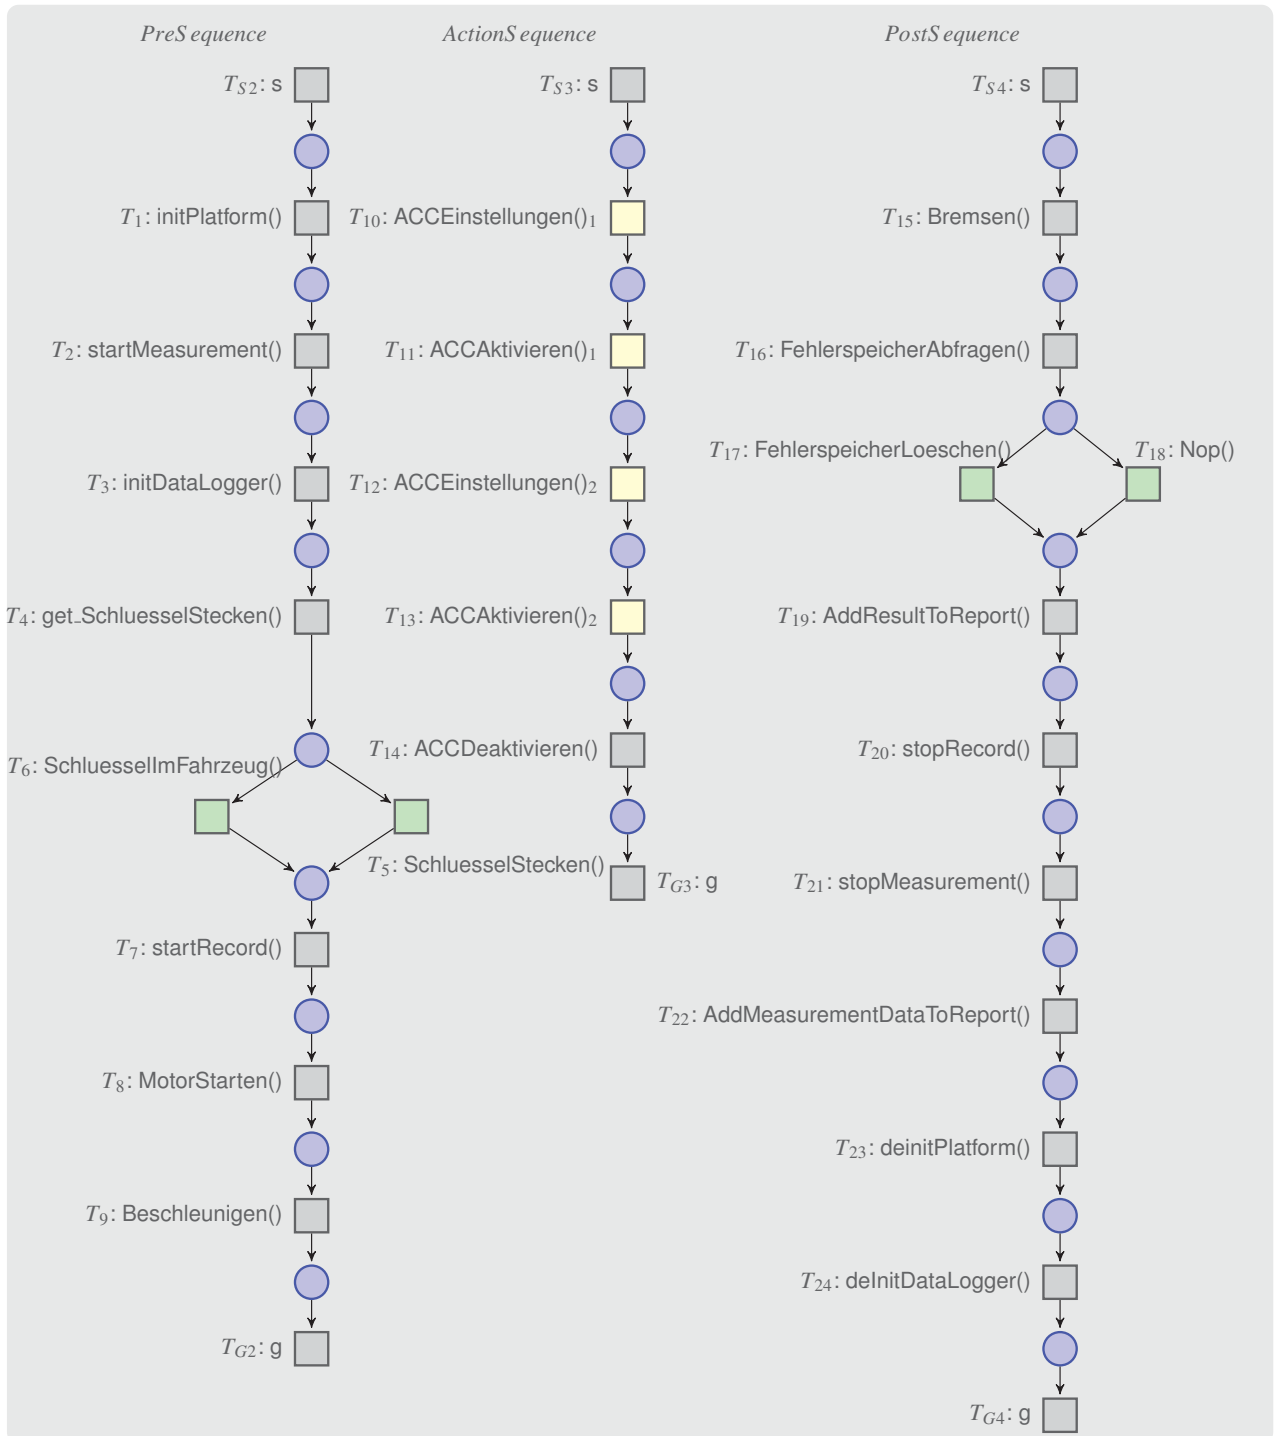 PreSequence
T_S2: s
T_1: initPlatform()
T_2: startMeasurement()
T_3: initDataLogger()
T_4: get_SchluesselStecken()
T_6: SchluesselImFahrzeug()
T_5: SchluesselStecken()
T_7: startRecord()
T_8: MotorStarten()
T_9: Beschleunigen()
T_G2: g
ActionSequence
T_S3: s
T_10: ACCEinstellungen()_1
T_11: ACCAktivieren()_1
T_12: ACCEinstellungen()_2
T_13: ACCAktivieren()_2
T_14: ACCDeaktivieren()
T_G3: g
PostSequence
T_S4: s
T_15: Bremsen()
T_16: FehlerspeicherAbfragen()
T_17: FehlerspeicherLoeschen()
T_18: Nop()
T_19: AddResultToReport()
T_20: stopRecord()
T_21: stopMeasurement()
T_22: AddMeasurementDataToReport()
T_23: deinitPlatform()
T_24: deInitDataLogger()
T_G4: g